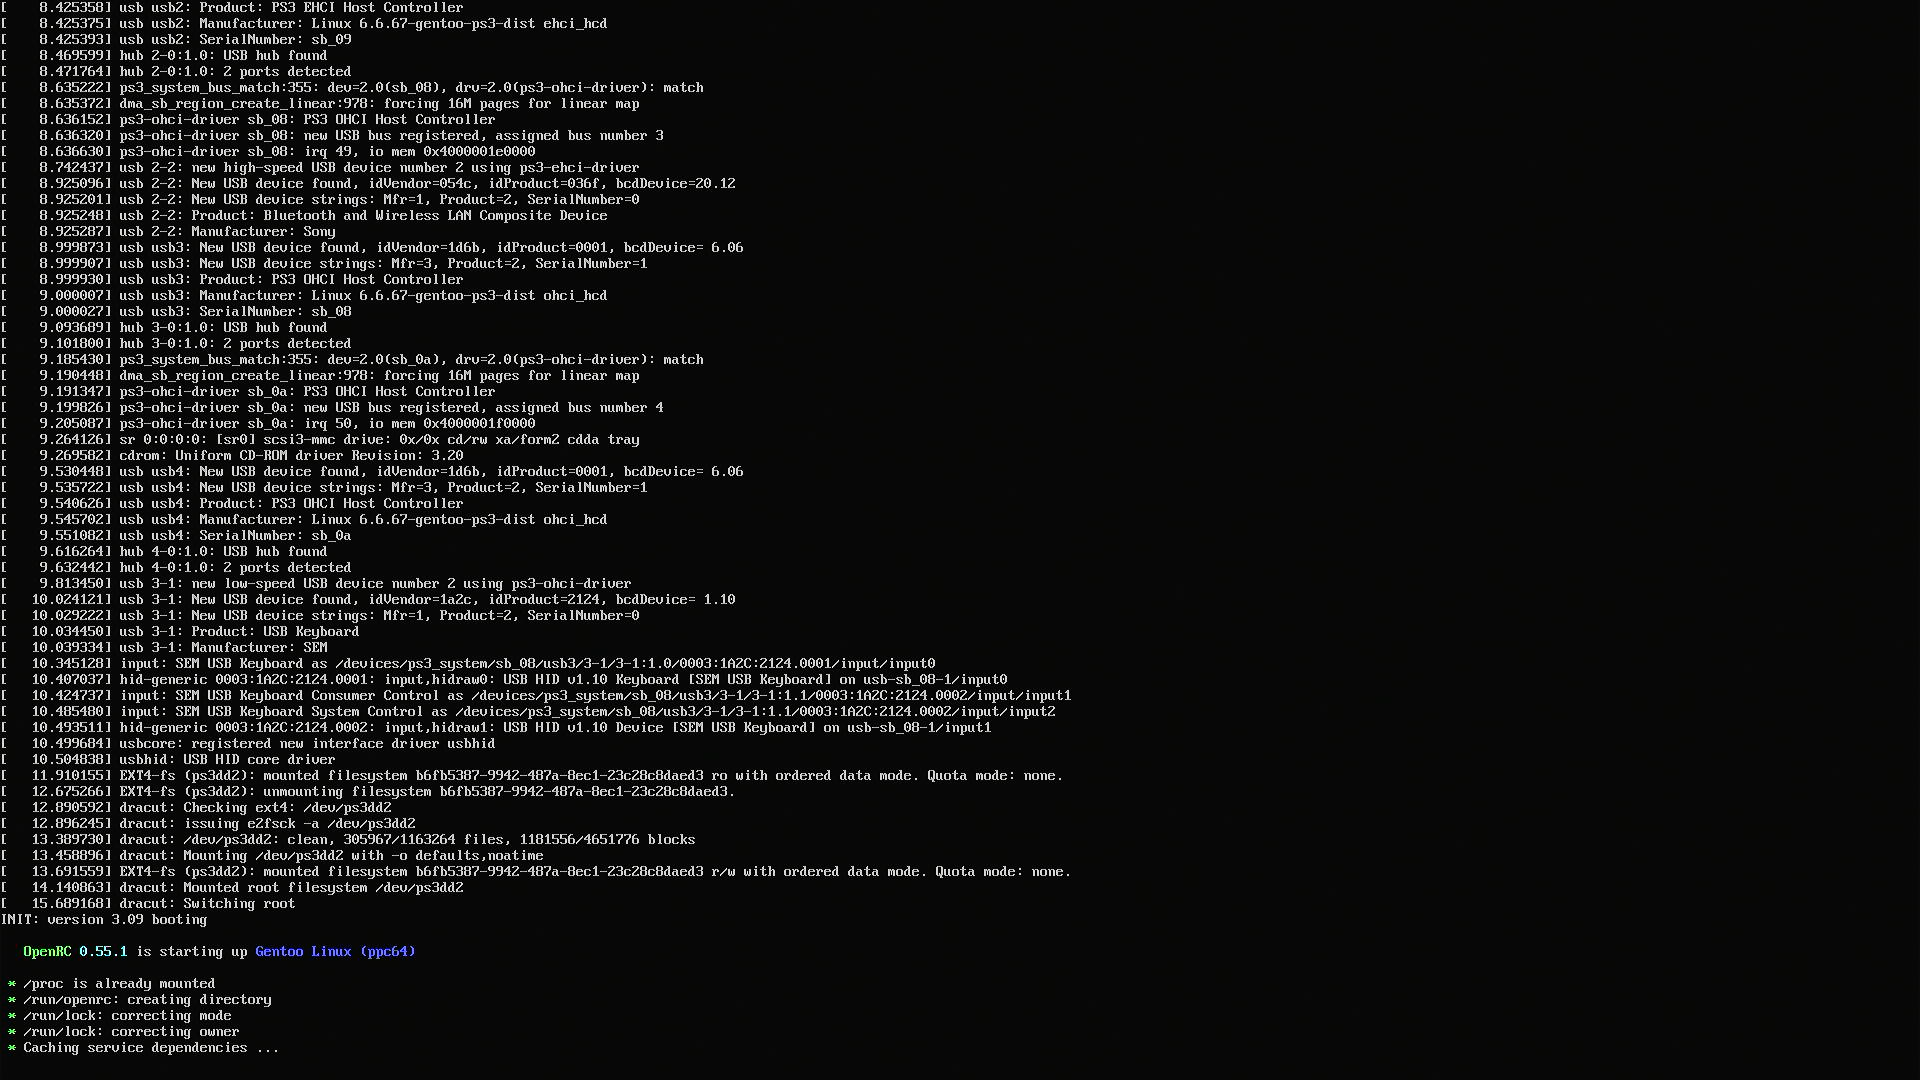 [    8.425358] usb usb2: Product: PS3 EHCI Host Controller
[    8.425375] usb usb2: Manufacturer: Linux 6.6.67-gentoo-ps3-dist ehci_hcd
[    8.425393] usb usb2: SerialNumber: sb_09
[    8.469599] hub 2-0:1.0: USB hub found
[    8.471764] hub 2-0:1.0: 2 ports detected
[    8.635222] ps3_system_bus_match:355: dev=2.0(sb_08), drv=2.0(ps3-ohci-driver): match
[    8.635372] dma_sb_region_create_linear:978: forcing 16M pages for linear map
[    8.636152] ps3-ohci-driver sb_08: PS3 OHCI Host Controller
[    8.636320] ps3-ohci-driver sb_08: new USB bus registered, assigned bus number 3
[    8.636630] ps3-ohci-driver sb_08: irq 49, io mem 0x4000001e0000
[    8.742437] usb 2-2: new high-speed USB device number 2 using ps3-ehci-driver
[    8.925096] usb 2-2: New USB device found, idVendor=054c, idProduct=036f, bcdDevice=20.12
[    8.925201] usb 2-2: New USB device strings: Mfr=1, Product=2, SerialNumber=0
[    8.925248] usb 2-2: Product: Bluetooth and Wireless LAN Composite Device
[    8.925287] usb 2-2: Manufacturer: Sony
[    8.999873] usb usb3: New USB device found, idVendor=1d6b, idProduct=0001, bcdDevice= 6.06
[    8.999907] usb usb3: New USB device strings: Mfr=3, Product=2, SerialNumber=1
[    8.999930] usb usb3: Product: PS3 OHCI Host Controller
[    9.000007] usb usb3: Manufacturer: Linux 6.6.67-gentoo-ps3-dist ohci_hcd
[    9.000027] usb usb3: SerialNumber: sb_08
[    9.093689] hub 3-0:1.0: USB hub found
[    9.101800] hub 3-0:1.0: 2 ports detected
[    9.185430] ps3_system_bus_match:355: dev=2.0(sb_0a), drv=2.0(ps3-ohci-driver): match
[    9.190448] dma_sb_region_create_linear:978: forcing 16M pages for linear map
[    9.191347] ps3-ohci-driver sb_0a: PS3 OHCI Host Controller
[    9.199826] ps3-ohci-driver sb_0a: new USB bus registered, assigned bus number 4
[    9.205087] ps3-ohci-driver sb_0a: irq 50, io mem 0x4000001f0000
[    9.264126] sr 0:0:0:0: [sr0] scsi3-mmc drive: 0x/0x cd/rw xa/form2 cdda tray
[    9.269582] cdrom: Uniform CD-ROM driver Revision: 3.20
[    9.530448] usb usb4: New USB device found, idVendor=1d6b, idProduct=0001, bcdDevice= 6.06
[    9.535722] usb usb4: New USB device strings: Mfr=3, Product=2, SerialNumber=1
[    9.540626] usb usb4: Product: PS3 OHCI Host Controller
[    9.545702] usb usb4: Manufacturer: Linux 6.6.67-gentoo-ps3-dist ohci_hcd
[    9.551082] usb usb4: SerialNumber: sb_0a
[    9.616264] hub 4-0:1.0: USB hub found
[    9.632442] hub 4-0:1.0: 2 ports detected
[    9.813450] usb 3-1: new low-speed USB device number 2 using ps3-ohci-driver
[   10.024121] usb 3-1: New USB device found, idVendor=1a2c, idProduct=2124, bcdDevice= 1.10
[   10.029222] usb 3-1: New USB device strings: Mfr=1, Product=2, SerialNumber=0
[   10.034450] usb 3-1: Product: USB Keyboard
[   10.039334] usb 3-1: Manufacturer: SEM
[   10.345128] input: SEM USB Keyboard as /devices/ps3_system/sb_08/usb3/3-1/3-1:1.0/0003:1A2C:2124.0001/input/input0
[   10.407037] hid-generic 0003:1A2C:2124.0001: input,hidraw0: USB HID v1.10 Keyboard [SEM USB Keyboard] on usb-sb_08-1/input0
[   10.424737] input: SEM USB Keyboard Consumer Control as /devices/ps3_system/sb_08/usb3/3-1/3-1:1.1/0003:1A2C:2124.0002/input/input1
[   10.485480] input: SEM USB Keyboard System Control as /devices/ps3_system/sb_08/usb3/3-1/3-1:1.1/0003:1A2C:2124.0002/input/input2
[   10.493511] hid-generic 0003:1A2C:2124.0002: input,hidraw1: USB HID v1.10 Device [SEM USB Keyboard] on usb-sb_08-1/input1
[   10.499684] usbcore: registered new interface driver usbhid
[   10.504838] usbhid: USB HID core driver
[   11.910155] EXT4-fs (ps3dd2): mounted filesystem b6fb5387-9942-487a-8ec1-23c28c8daed3 ro with ordered data mode. Quota mode: none.
[   12.675266] EXT4-fs (ps3dd2): unmounting filesystem b6fb5387-9942-487a-8ec1-23c28c8daed3.
[   12.890592] dracut: Checking ext4: /dev/ps3dd2
[   12.896245] dracut: issuing e2fsck -a /dev/ps3dd2
[   13.389730] dracut: /dev/ps3dd2: clean, 305967/1163264 files, 1181556/4651776 blocks
[   13.458896] dracut: Mounting /dev/ps3dd2 with -o defaults,noatime
[   13.691559] EXT4-fs (ps3dd2): mounted filesystem b6fb5387-9942-487a-8ec1-23c28c8daed3 r/w with ordered data mode. Quota mode: none.
[   14.140863] dracut: Mounted root filesystem /dev/ps3dd2
[   15.689168] dracut: Switching root
INIT: version 3.09 booting
OpenRC 0.55.1 is starting up Gentoo Linux (ppc64)
* /proc is already mounted
* /run/openrc: creating directory
* /run/lock: correcting mode
* /run/lock: correcting owner
* Caching service dependencies ...